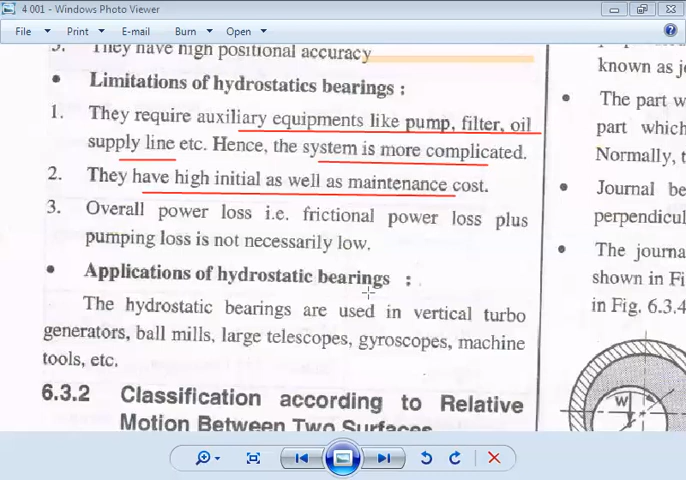 4 001 - Windows Photo Viewer
File Print E-mail Burn Open
They have high positional accuracy
• Limitations of hydrostatics bearings :
1. They require auxiliary equipments like pump, filter, oil
supply line etc. Hence, the system is more complicated.
2. They have high initial as well as maintenance cost.
3. Overall power loss i.e. frictional power loss plus
pumping loss is not necessarily low.
• Applications of hydrostatic bearings :
The hydrostatic bearings are used in vertical turbo
generators, ball mills, large telescopes, gyroscopes, machine
tools, etc.
6.3.2 Classification according to Relative
Motion Between Two Surfaces
known as
• The part
part which
Normally,
• Journal
perpendicul
• The journa
shown in Fi
in Fig. 6.3.4
W